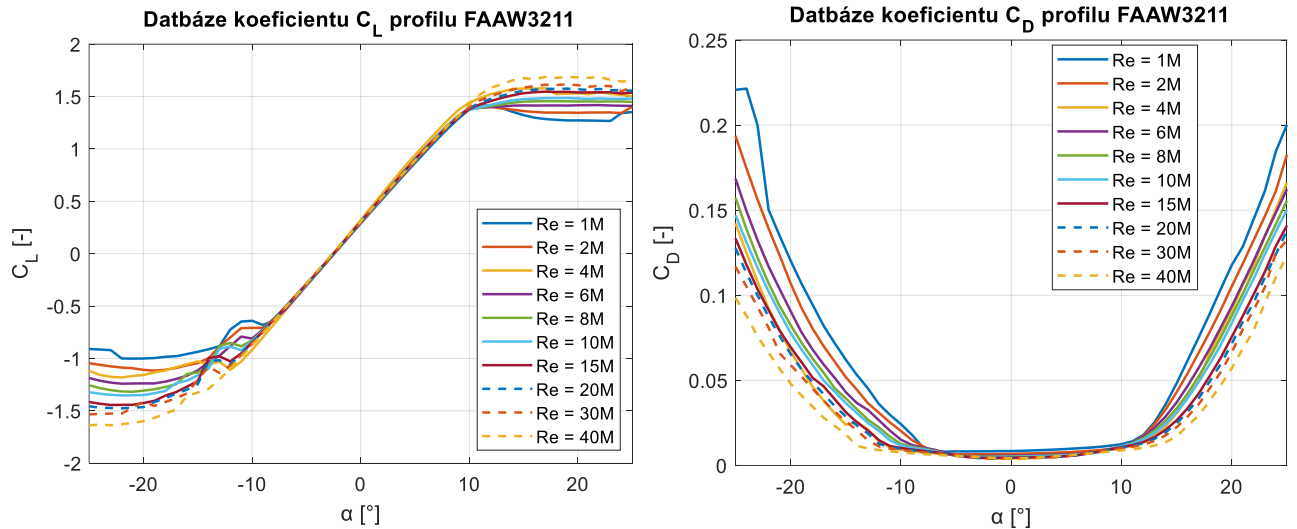 Datbáze koeficientu C_L profilu FAAW3211
2
1.5
1
0.5
0
-0.5
-1
-1.5
-2
C_L [-]
-20
-10
0
10
20
α [°]
Re = 1M
Re = 2M
Re = 4M
Re = 6M
Re = 8M
Re = 10M
Re = 15M
Re = 20M
Re = 30M
Re = 40M
Datbáze koeficientu C_D profilu FAAW3211
0.25
0.2
0.15
0.1
0.05
0
C_D [-]
-20
-10
0
10
20
α [°]
Re = 1M
Re = 2M
Re = 4M
Re = 6M
Re = 8M
Re = 10M
Re = 15M
Re = 20M
Re = 30M
Re = 40M